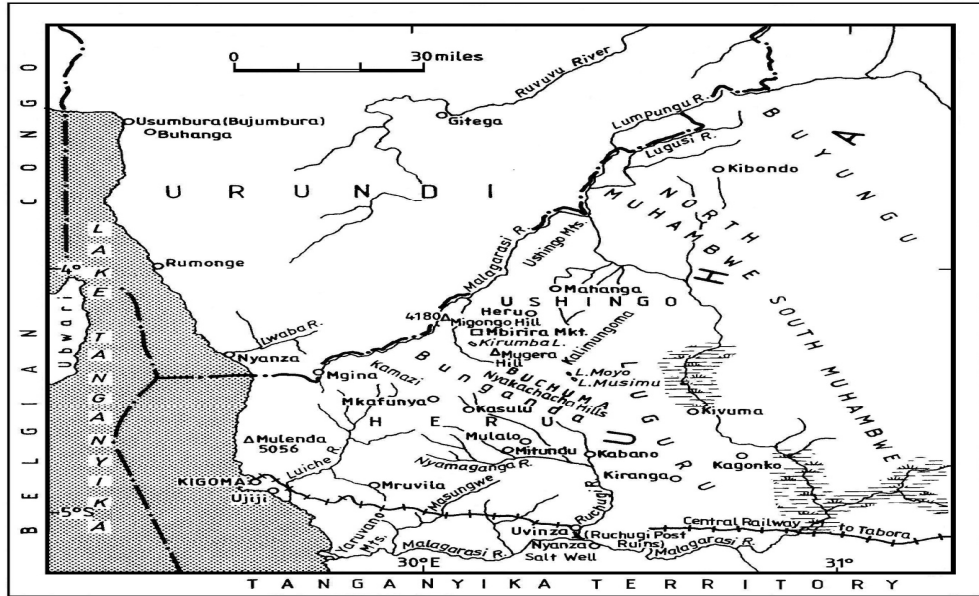 0 30 miles
Ruvuvu River
Usumbura (Bujumbura)
Buhanga
Gitega
Lumpungu R.
Lugusi R.
Kibondo
BUYUNGU
URUNDI
NORTH
MUHAMBWE
SOUTH MUHAMBWE
U H A
BELGIAN CONGO
LAKE TANGANYIKA
Ubwari
Rumonge
4°
Malagarasi R.
Ushingo Mts.
Mahanga
USHINGO
Heru
4180 Migongo Hill
Mbirira Mkt.
Kirumba L.
Mugera
Hill
Kalimungoma
L. Moyo
L. Musimu
Lwaba R.
Nyanza
Mgina
Kamazi
Bunganda
BUCHUMA
Nyakachacha Hills
LUGURU
Mkafunya
Kasulu
HERU
Kivuma
Mulenda
5056
Luiche R.
Mulalo
Mitundu
Kabano
Kagonko
Nyamaganga R.
Kiranga
KIGOMA
Ujiji
Mruvila
Masungwe
Ruchugi R.
5°S
Uvinza
(Ruchugi Post
Ruins)
Central Railway
to Tabora
Yaruvano
Mts.
Malagarasi R.
Nyanza
Salt Well
Malagarasi R.
30°E
31°
TANGANYIKA TERRITORY